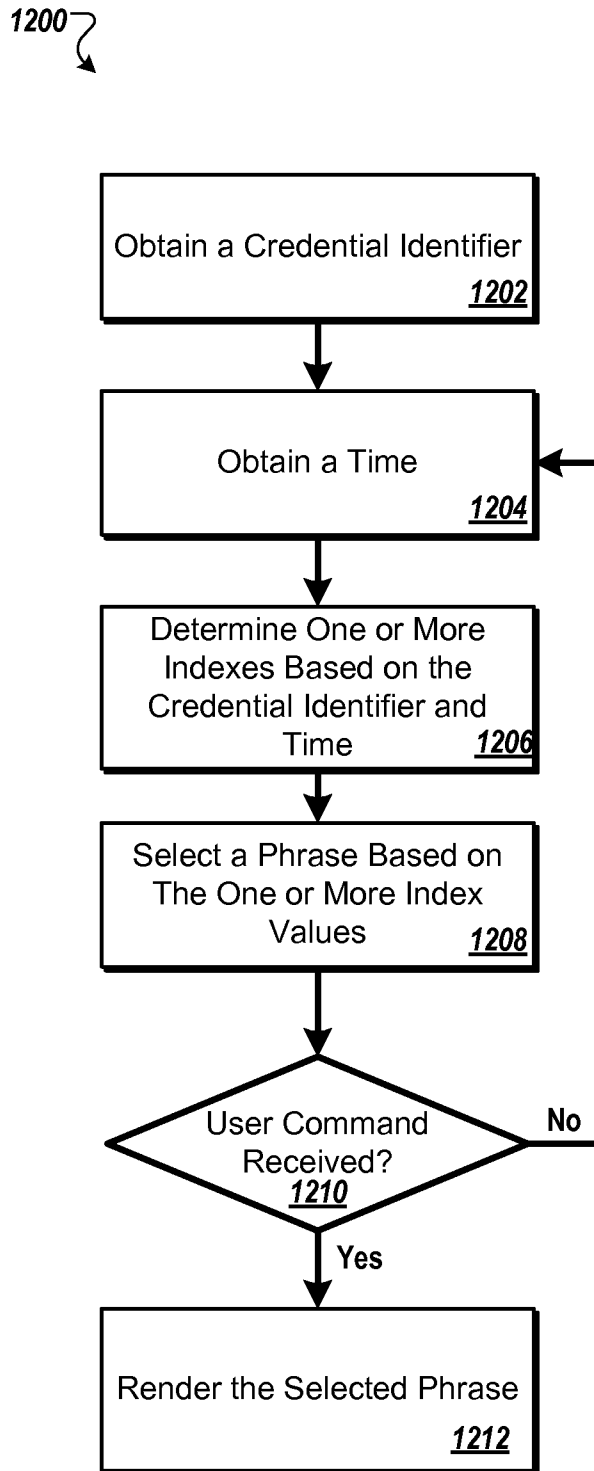 1200
Obtain a Credential Identifier
1202
Obtain a Time
1204
Determine One or More
Indexes Based on the
Credential Identifier and
Time
1206
Select a Phrase Based on
The One or More Index
Values
1208
User Command
Received?
1210
No
Yes
Render the Selected Phrase
1212